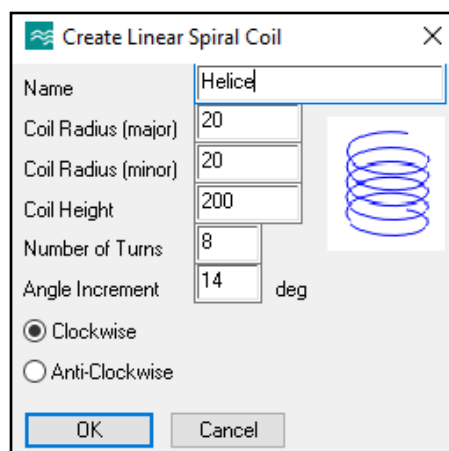 Create Linear Spiral Coil
Name Helice
Coil Radius (major) 20
Coil Radius (minor) 20
Coil Height 200
Number of Turns 8
Angle Increment 14 deg
Clockwise
Anti-Clockwise
OK Cancel